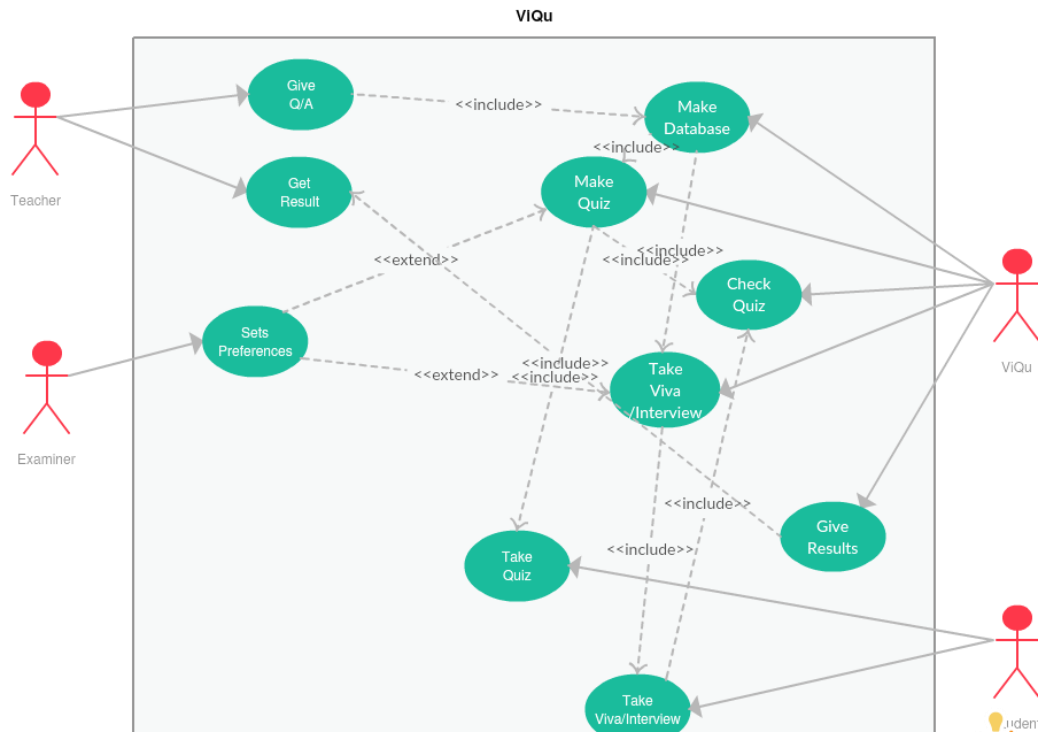 ViQu
Give
Q/A
<<include>>
Make
Database
Teacher
Get
Result
<<include>>
Make
Quiz
<<extend>>
<<include>>
<<include>>
Check
Quiz
ViQu
Sets
Preferences
Examiner
<<extend>>
<<include>>
<<include>>
Take
Viva
/Interview
<<include>>
Give
Results
<<include>>
Take
Quiz
Take
Viva/Interview